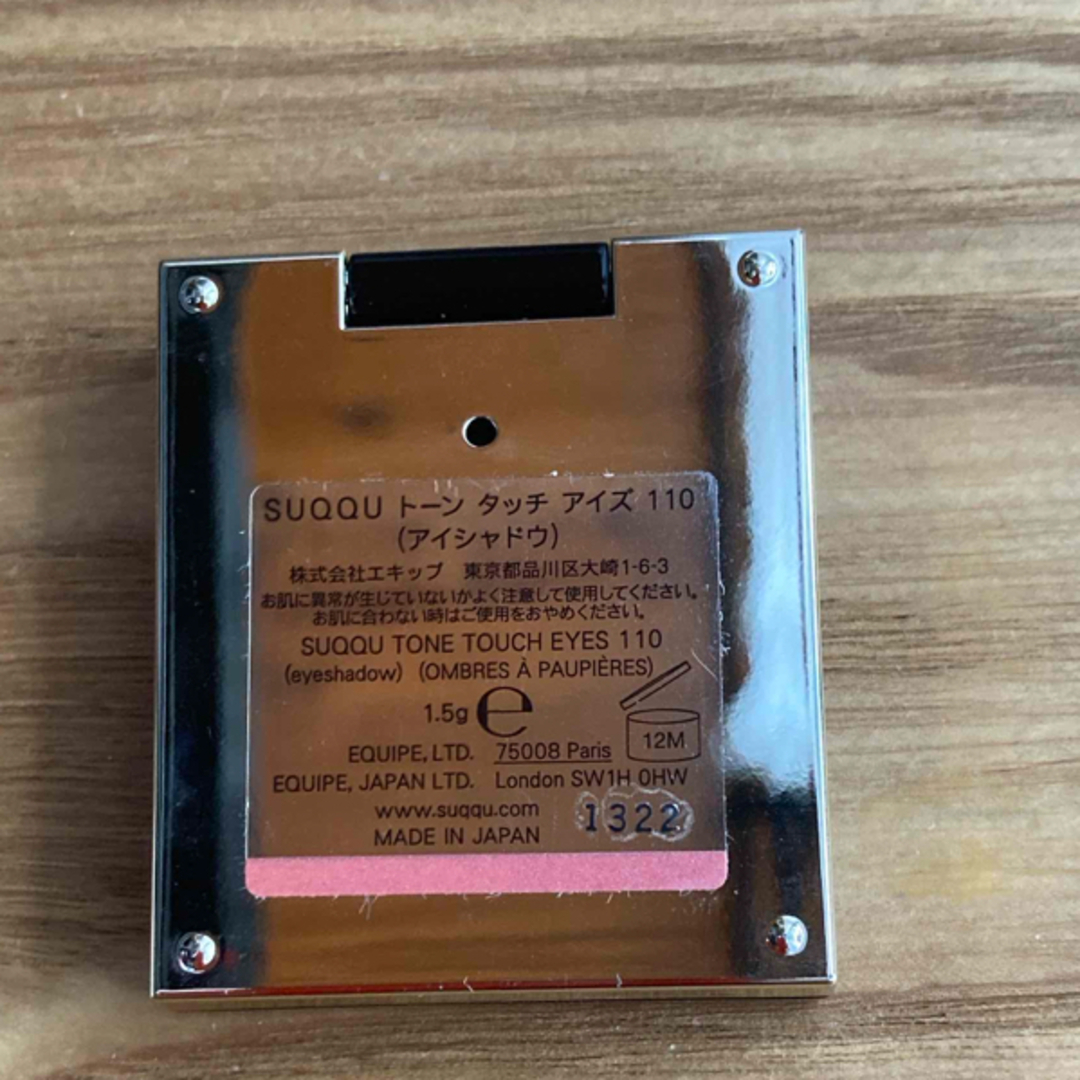 SUQQU トーン タッチ アイズ 110
(アイシャドウ)
株式会社エキップ 東京都品川区大崎1-6-3
お肌に異常が生じていないかよく注意して使用してください。
お肌に合わない時はご使用をおやめください。
SUQQU TONE TOUCH EYES 110
(eyeshadow) (OMBRES À PAUPIÈRES)
1.5g e
12M
EQUIPE, LTD. 75008 Paris
EQUIPE, JAPAN LTD. London SW1H 0HW
www.suqqu.com
1322
MADE IN JAPAN